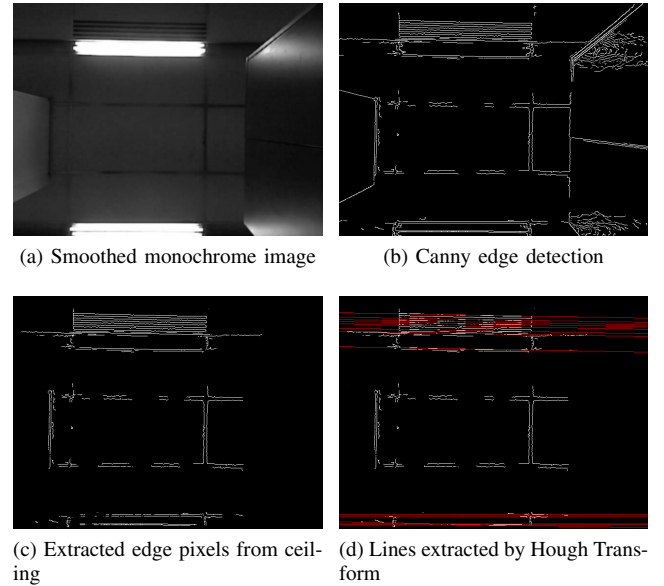 (a) Smoothed monochrome image
(b) Canny edge detection
(c) Extracted edge pixels from ceil-
ing
(d) Lines extracted by Hough Trans-
form